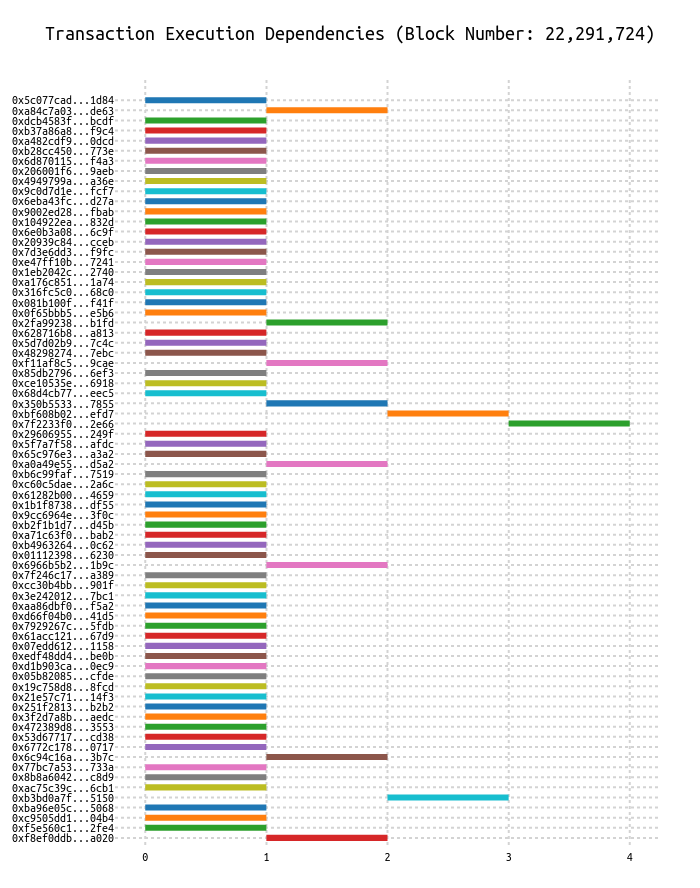 Transaction Execution Dependencies (Block Number: 22,291,724)
0x5c077cad...1d84
0xa84c7a03...de63
0xdcb4583f...bcdf
0xb37a86a8...f9c4
0xa482cdf9...0dcd
0xb28cc450...773e
0x6d870115...f4a3
0x206001f6...9aeb
0x4949799a...a36e
0x9c0d7d1e...fcf7
0x6eba43fc...d27a
0x9002ed28...fbab
0x104922ea...832d
0x6e0b3a08...6c9f
0x20939c84...cceb
0x7d3e6dd3...f9fc
0xe47ff10b...7241
0x1eb2042c...2740
0xa176c851...1a74
0x316fc5c0...68c0
0x081b100f...f41f
0x0f65bbb5...e5b6
0x2fa99238...b1fd
0x628716b8...a813
0x5d7d02b9...7c4c
0x48298274...7ebc
0xf11af8c5...9cae
0x85db2796...6ef3
0xce10535e...6918
0x68d4cb77...eec5
0x350b5533...7855
0xbf608b02...efd7
0x7f2233f0...2e66
0x29606955...249f
0x5f7a7f58...afdc
0x65c976e3...a3a2
0xa0a49e55...d5a2
0xb6c99faf...7519
0xc60c5dae...2a6c
0x61282b00...4659
0x1b1f8738...df55
0x9cc6964e...3f0c
0xb2f1b1d7...d45b
0xa71c63f0...bab2
0xb4963264...0c62
0x01112398...6230
0x6966b5b2...1b9c
0x7f246c17...a389
0xcc30b4bb...901f
0x3e242012...7bc1
0xaa86dbf0...f5a2
0xd66f04b0...41d5
0x7929267c...5fdb
0x61acc121...67d9
0x07edd612...1158
0xedf48dd4...be0b
0xd1b903ca...0ec9
0x05b82085...cfde
0x19c758d8...8fcd
0x21e57c71...14f3
0x251f2813...b2b2
0x3f2d7a8b...aedc
0x472389d8...3553
0x53d67717...cd38
0x6772c178...0717
0x6c94c16a...3b7c
0x77bc7a53...733a
0x8b8a6042...c8d9
0xac75c39c...6cb1
0xb3bd0a7f...5150
0xba96e05c...5068
0xc9505dd1...04b4
0xf5e560c1...2fe4
0xf8ef0ddb...a020
0 1 2 3 4